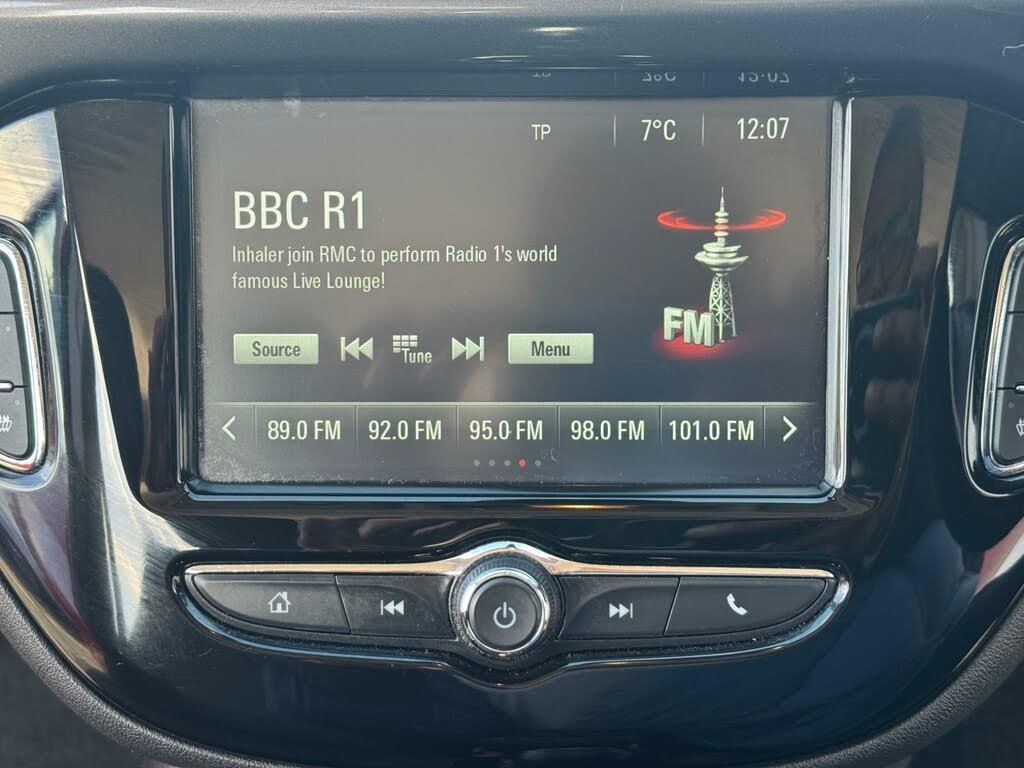 TP 7°C 12:07
BBC R1
Inhaler join RMC to perform Radio 1's world
famous Live Lounge!
FM
Source Tune Menu
89.0 FM 92.0 FM 95.0 FM 98.0 FM 101.0 FM